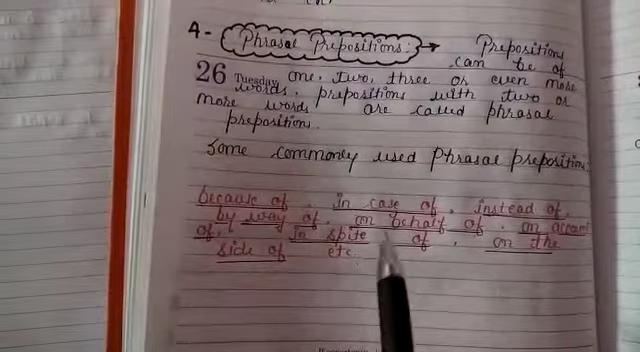 4- Phrasal Prepositions: → Prepositions
can be of
26 Tuesday one, two, three or even more
words. prepositions with two or
more words are called phrasal
prepositions.
Some commonly used Phrasal prepositions:
because of, in case of, instead of,
by way of, on behalf of, on account
of, in spite of, on the
side of etc.